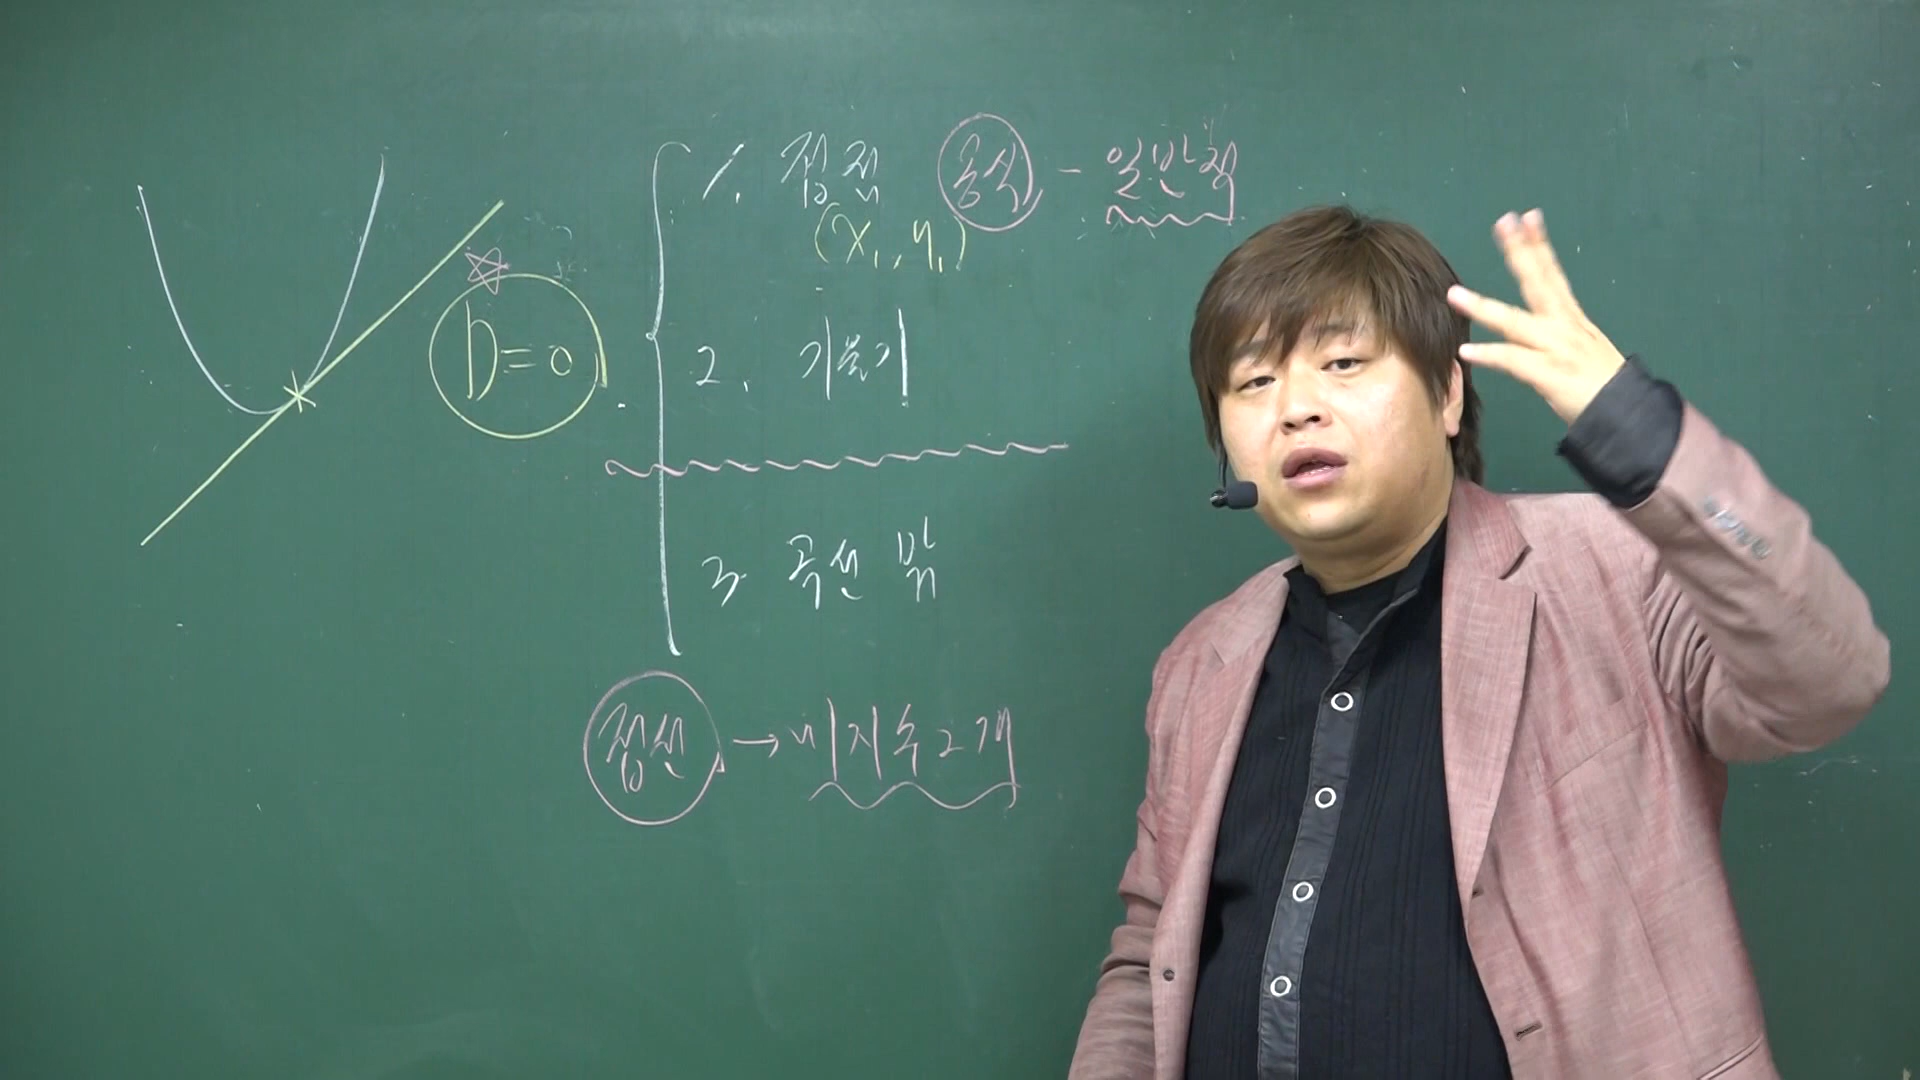 D=0
1. 접점 공식 - 일반적
(x₁, y₁)
2. 기울기
3. 곡선 밖
접선 → 미지수 2개